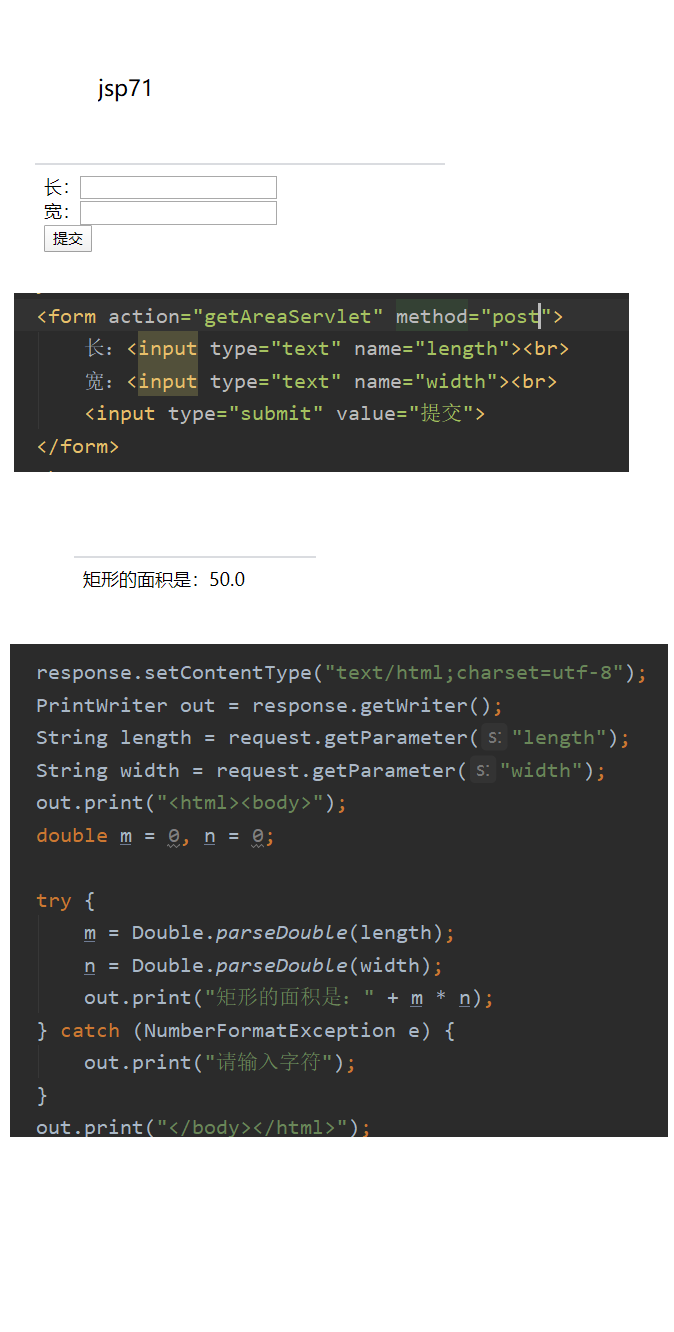 jsp71
长：
宽：
提交
<form action="getAreaServlet" method="post">
长：<input type="text" name="length"><br>
宽：<input type="text" name="width"><br>
<input type="submit" value="提交">
</form>
矩形的面积是：50.0
response.setContentType("text/html;charset=utf-8");
PrintWriter out = response.getWriter();
String length = request.getParameter( s: "length");
String width = request.getParameter( s: "width");
out.print("<html><body>");
double m = 0, n = 0;
try {
m = Double.parseDouble(length);
n = Double.parseDouble(width);
out.print("矩形的面积是：" + m * n);
} catch (NumberFormatException e) {
out.print("请输入字符");
}
out.print("</body></html>");